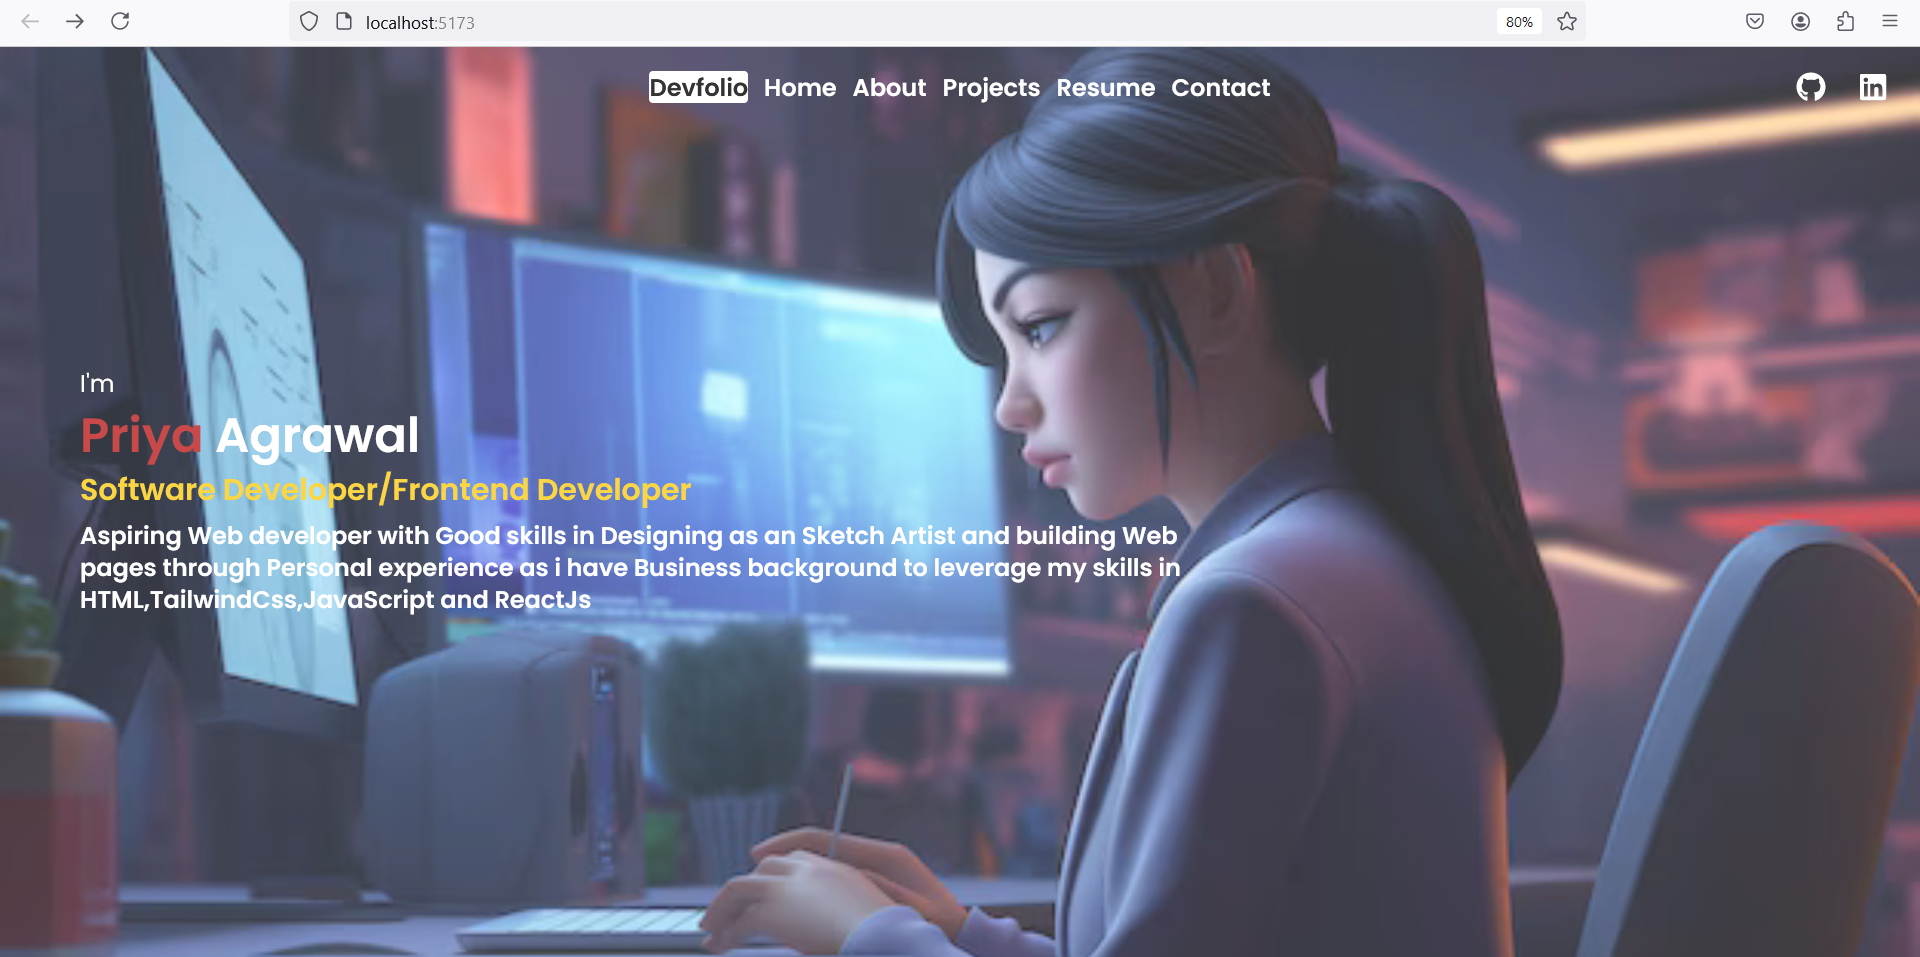 localhost:5173
80%
Devfolio Home About Projects Resume Contact
I'm
Priya Agrawal
Software Developer/Frontend Developer
Aspiring Web developer with Good skills in Designing as an Sketch Artist and building Web
pages through Personal experience as i have Business background to leverage my skills in
HTML,TailwindCss,JavaScript and ReactJs